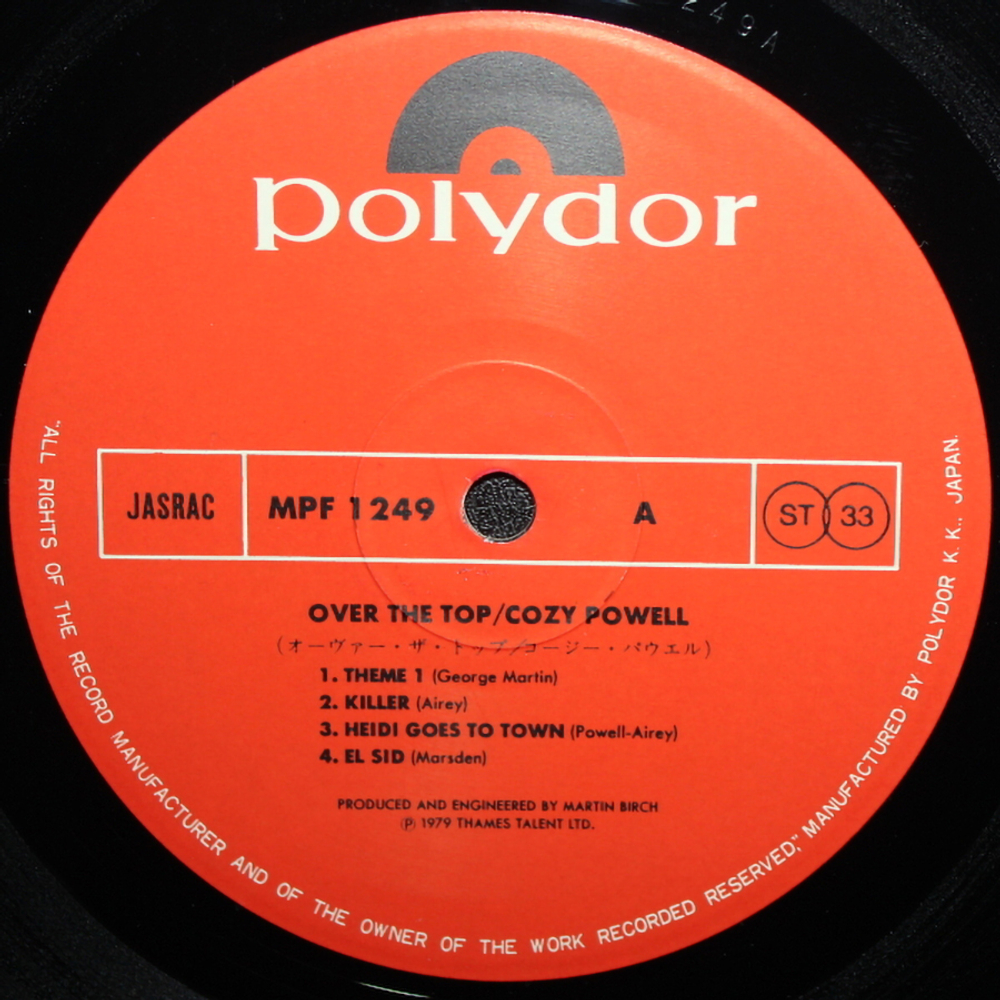 249A
polydor
JASRAC
MPF 1249
A
ST 33
OVER THE TOP/COZY POWELL
(オーヴァー・ザ・トップ/コージー・パウエル)
1. THEME 1 (George Martin)
2. KILLER (Airey)
3. HEIDI GOES TO TOWN (Powell-Airey)
4. EL SID (Marsden)
PRODUCED AND ENGINEERED BY MARTIN BIRCH
Ⓟ 1979 THAMES TALENT LTD.
"ALL RIGHTS OF THE RECORD MANUFACTURER AND OF THE OWNER OF THE WORK RECORDED RESERVED," MANUFACTURED BY POLYDOR K. K., JAPAN.